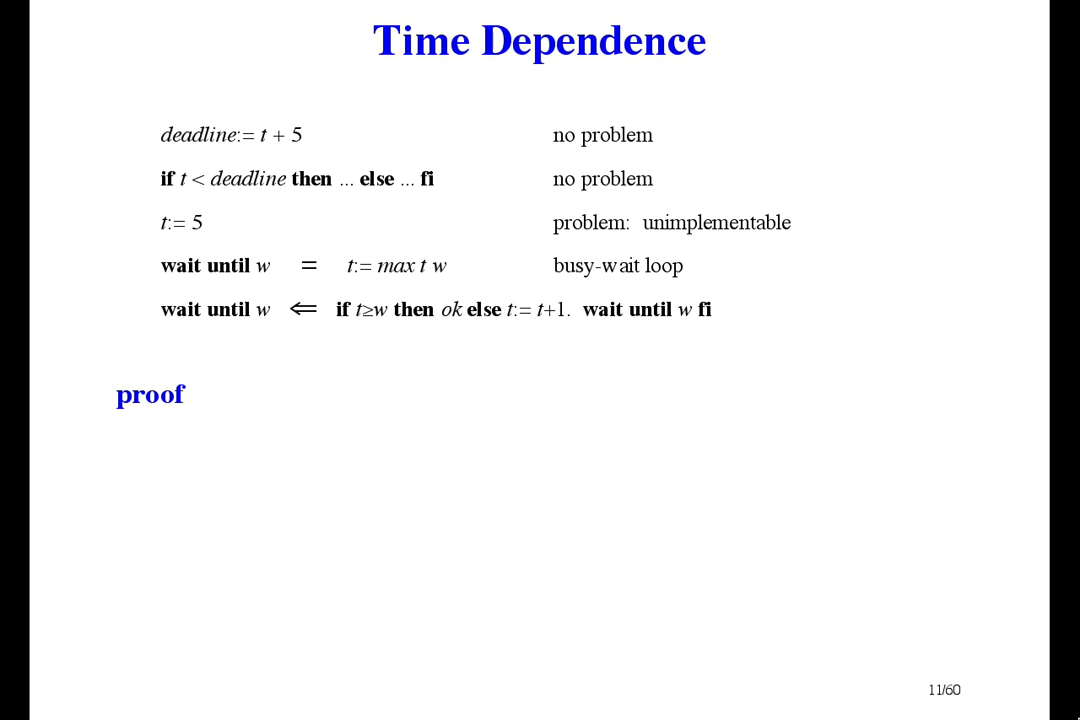 Time Dependence
deadline:= t + 5 no problem
if t < deadline then ... else ... fi no problem
t:= 5 problem: unimplementable
wait until w = t:= max t w busy-wait loop
wait until w ⇐ if t≥w then ok else t:= t+1. wait until w fi
proof
11/60